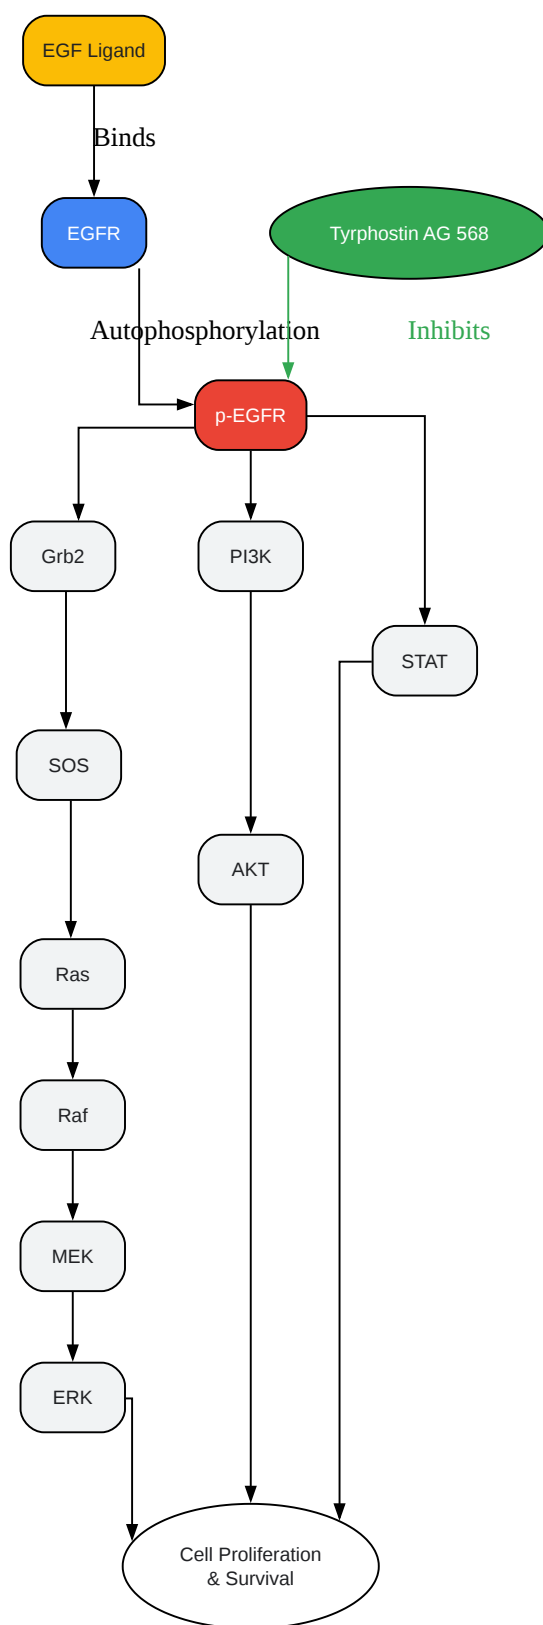 EGF Ligand
Binds
EGFR
Tyrphostin AG 568
Autophosphorylation
Inhibits
p-EGFR
Grb2
PI3K
STAT
SOS
AKT
Ras
Raf
MEK
ERK
Cell Proliferation
& Survival